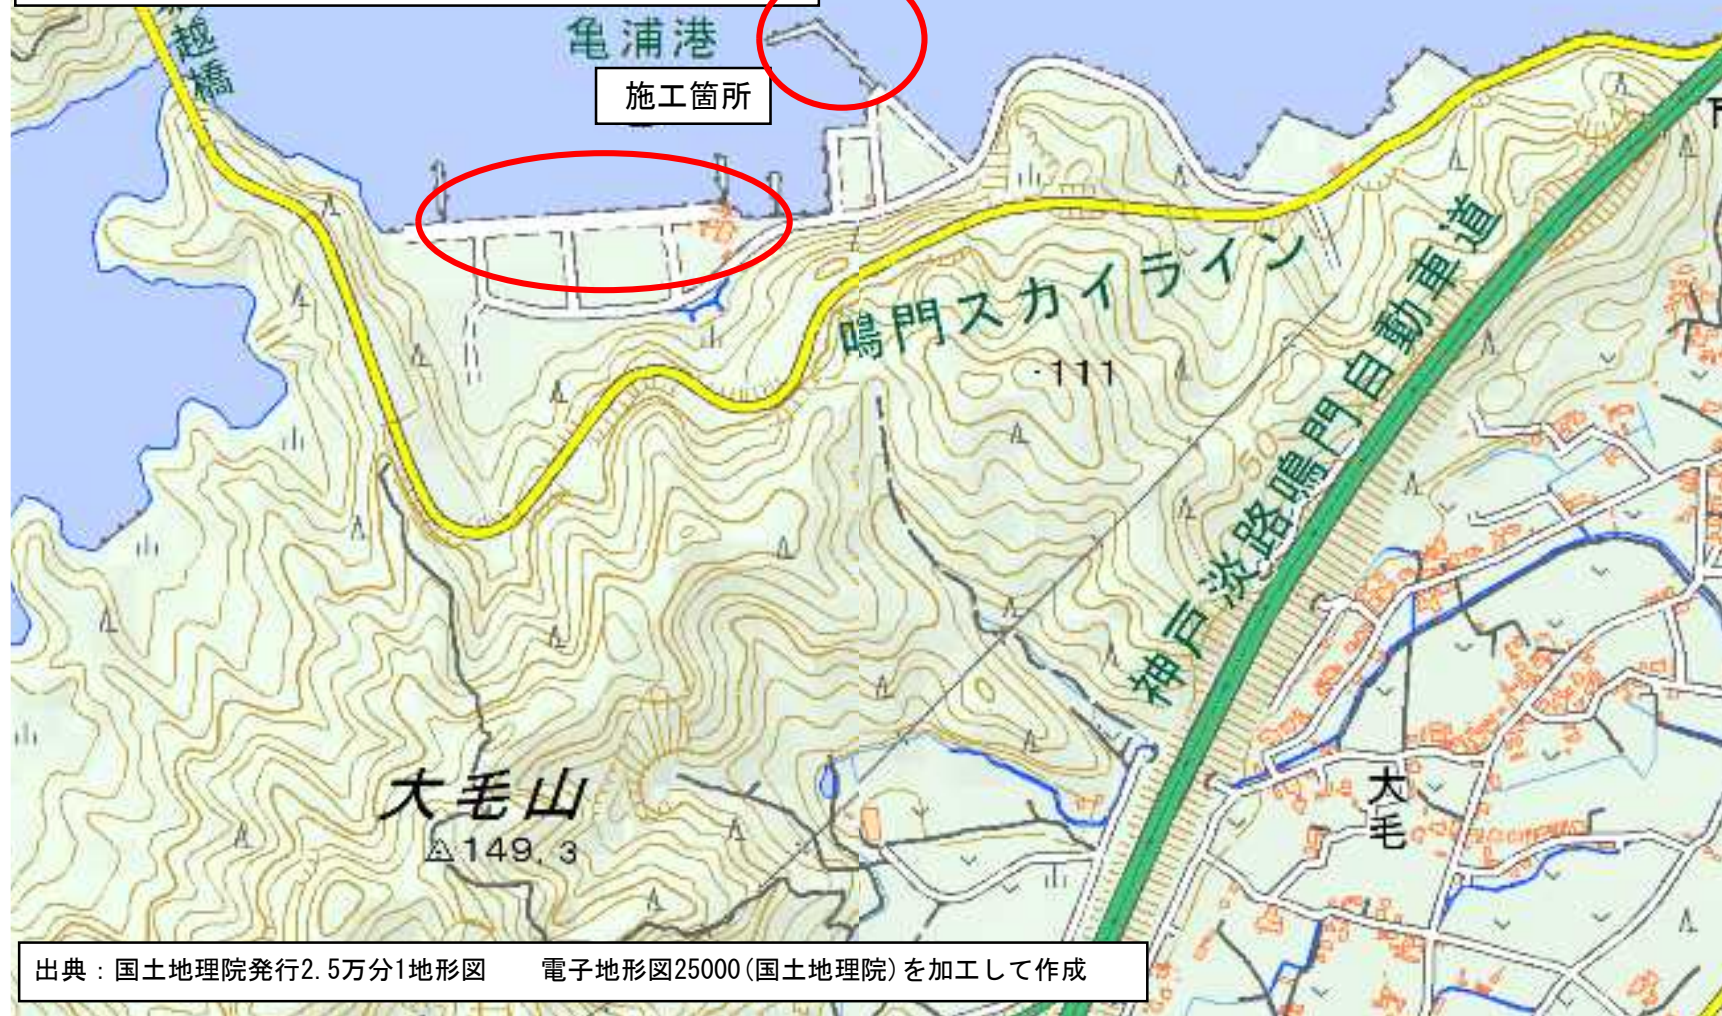 越橋
亀浦港
施工箇所
鳴門スカイライン
神戸淡路鳴門自動車道
111
50
大毛山
149.3
大毛
出典：国土地理院発行2.5万分1地形図　　電子地形図25000(国土地理院)を加工して作成